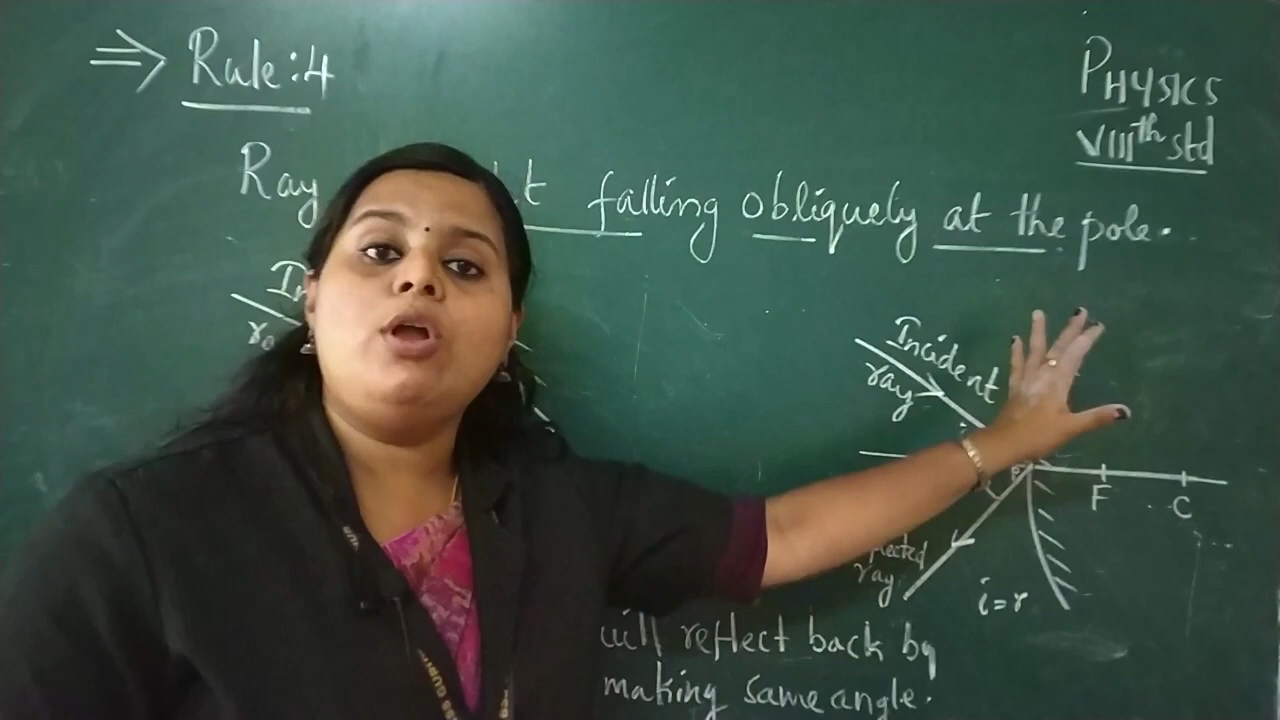 ⇒ Rule:4
PHYSICS
VIIIth std
Ray falling obliquely at the pole.
Incident
ray
F
C
ray
i=r
will reflect back by
making same angle.